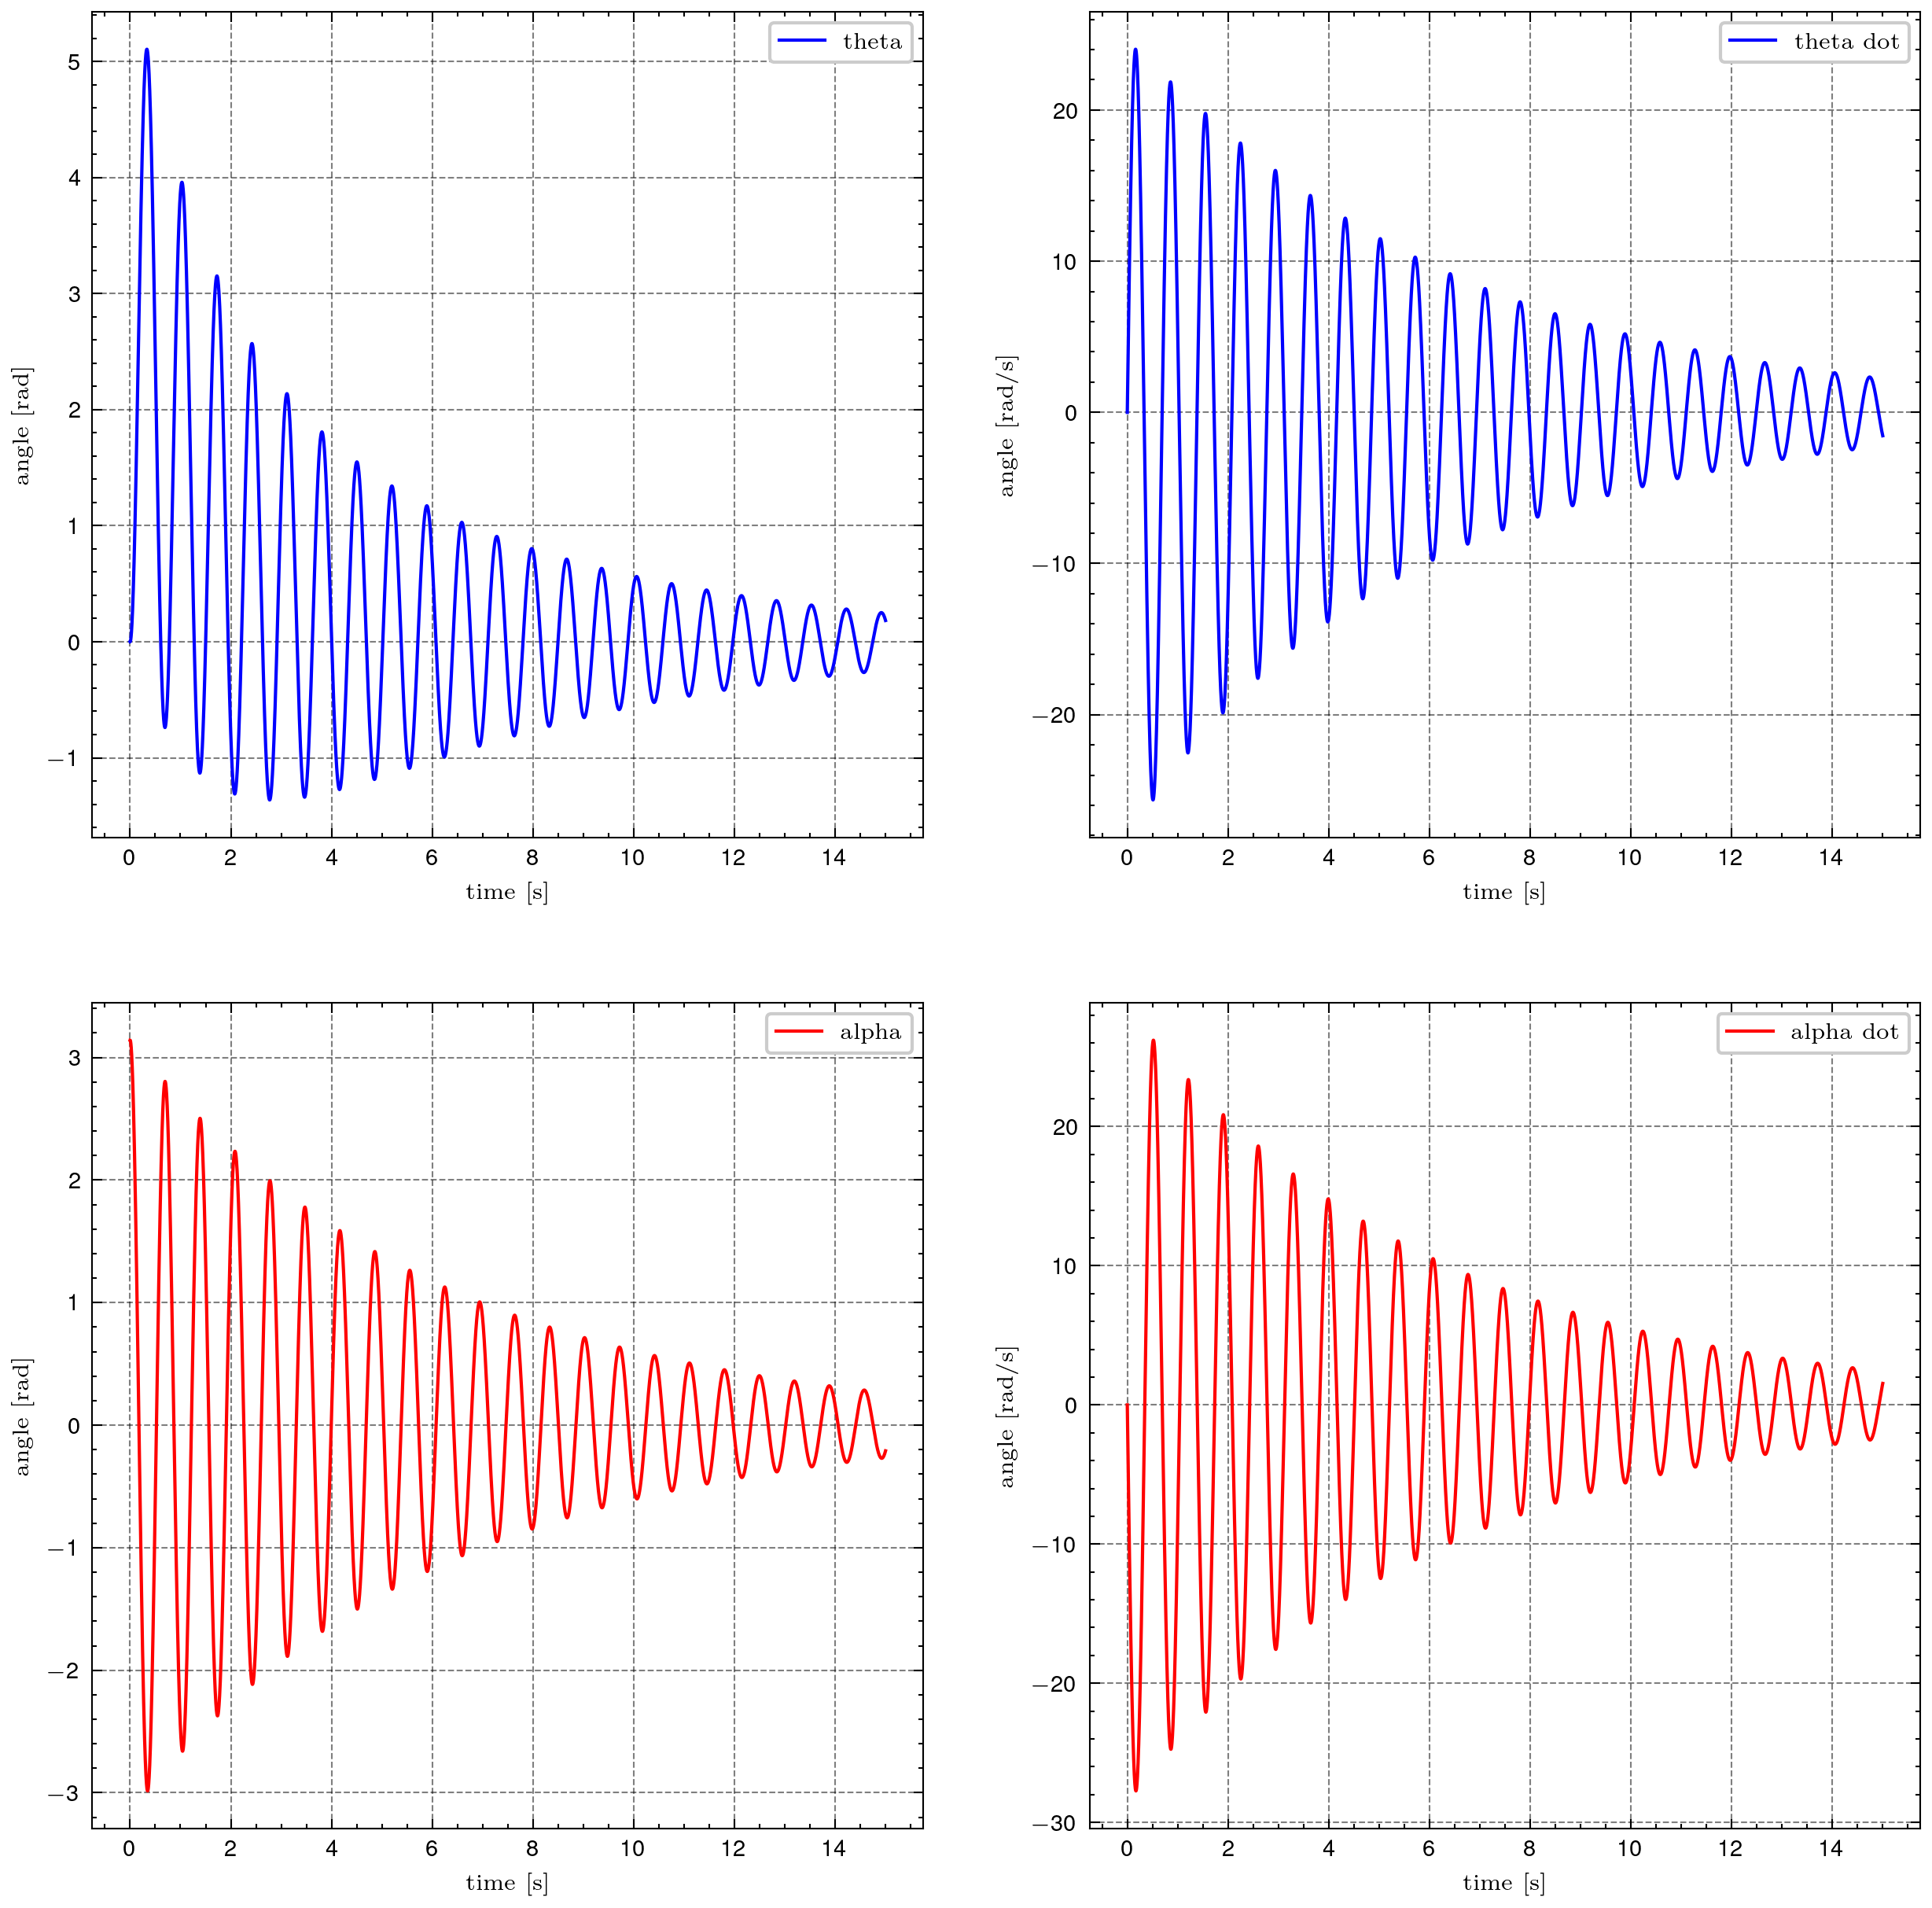 theta
5
4
3
2
1
0
−1
angle [rad]
0 2 4 6 8 10 12 14
time [s]
theta dot
20
10
0
−10
−20
angle [rad/s]
0 2 4 6 8 10 12 14
time [s]
alpha
3
2
1
0
−1
−2
−3
angle [rad]
0 2 4 6 8 10 12 14
time [s]
alpha dot
20
10
0
−10
−20
−30
angle [rad/s]
0 2 4 6 8 10 12 14
time [s]